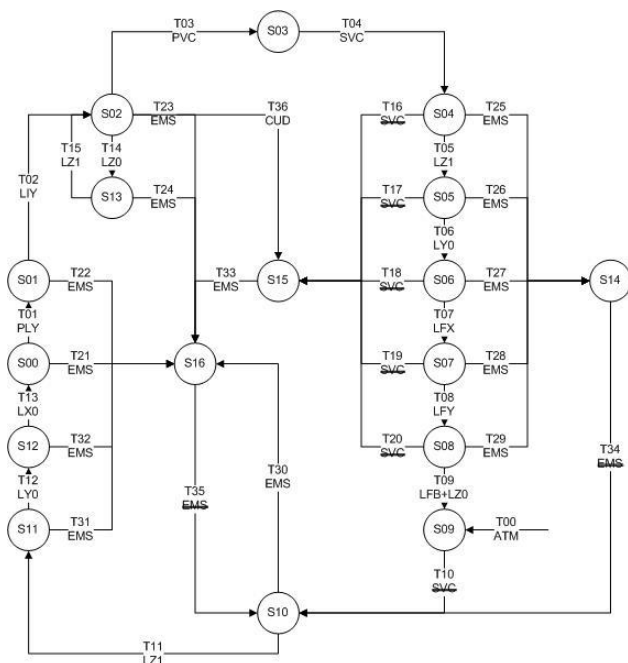 T03
PVC
S03
T04
SVC
S02
T23
EMS
T36
CUD
T16
SVC
S04
T25
EMS
T15
LZ1
T14
LZ0
T05
LZ1
T02
LIY
S13
T24
EMS
T17
SVC
S05
T26
EMS
T06
LY0
S01
T22
EMS
T33
EMS
S15
T18
SVC
S06
T27
EMS
S14
T01
PLY
T07
LFX
S00
T21
EMS
S16
T19
SVC
S07
T28
EMS
T13
LX0
T08
LFY
S12
T32
EMS
T20
SVC
S08
T29
EMS
T34
EMS
T30
EMS
T12
LY0
T35
EMS
T09
LFB+LZ0
S11
T31
EMS
S09
T00
ATM
T10
SVC
S10
T11
LZ1